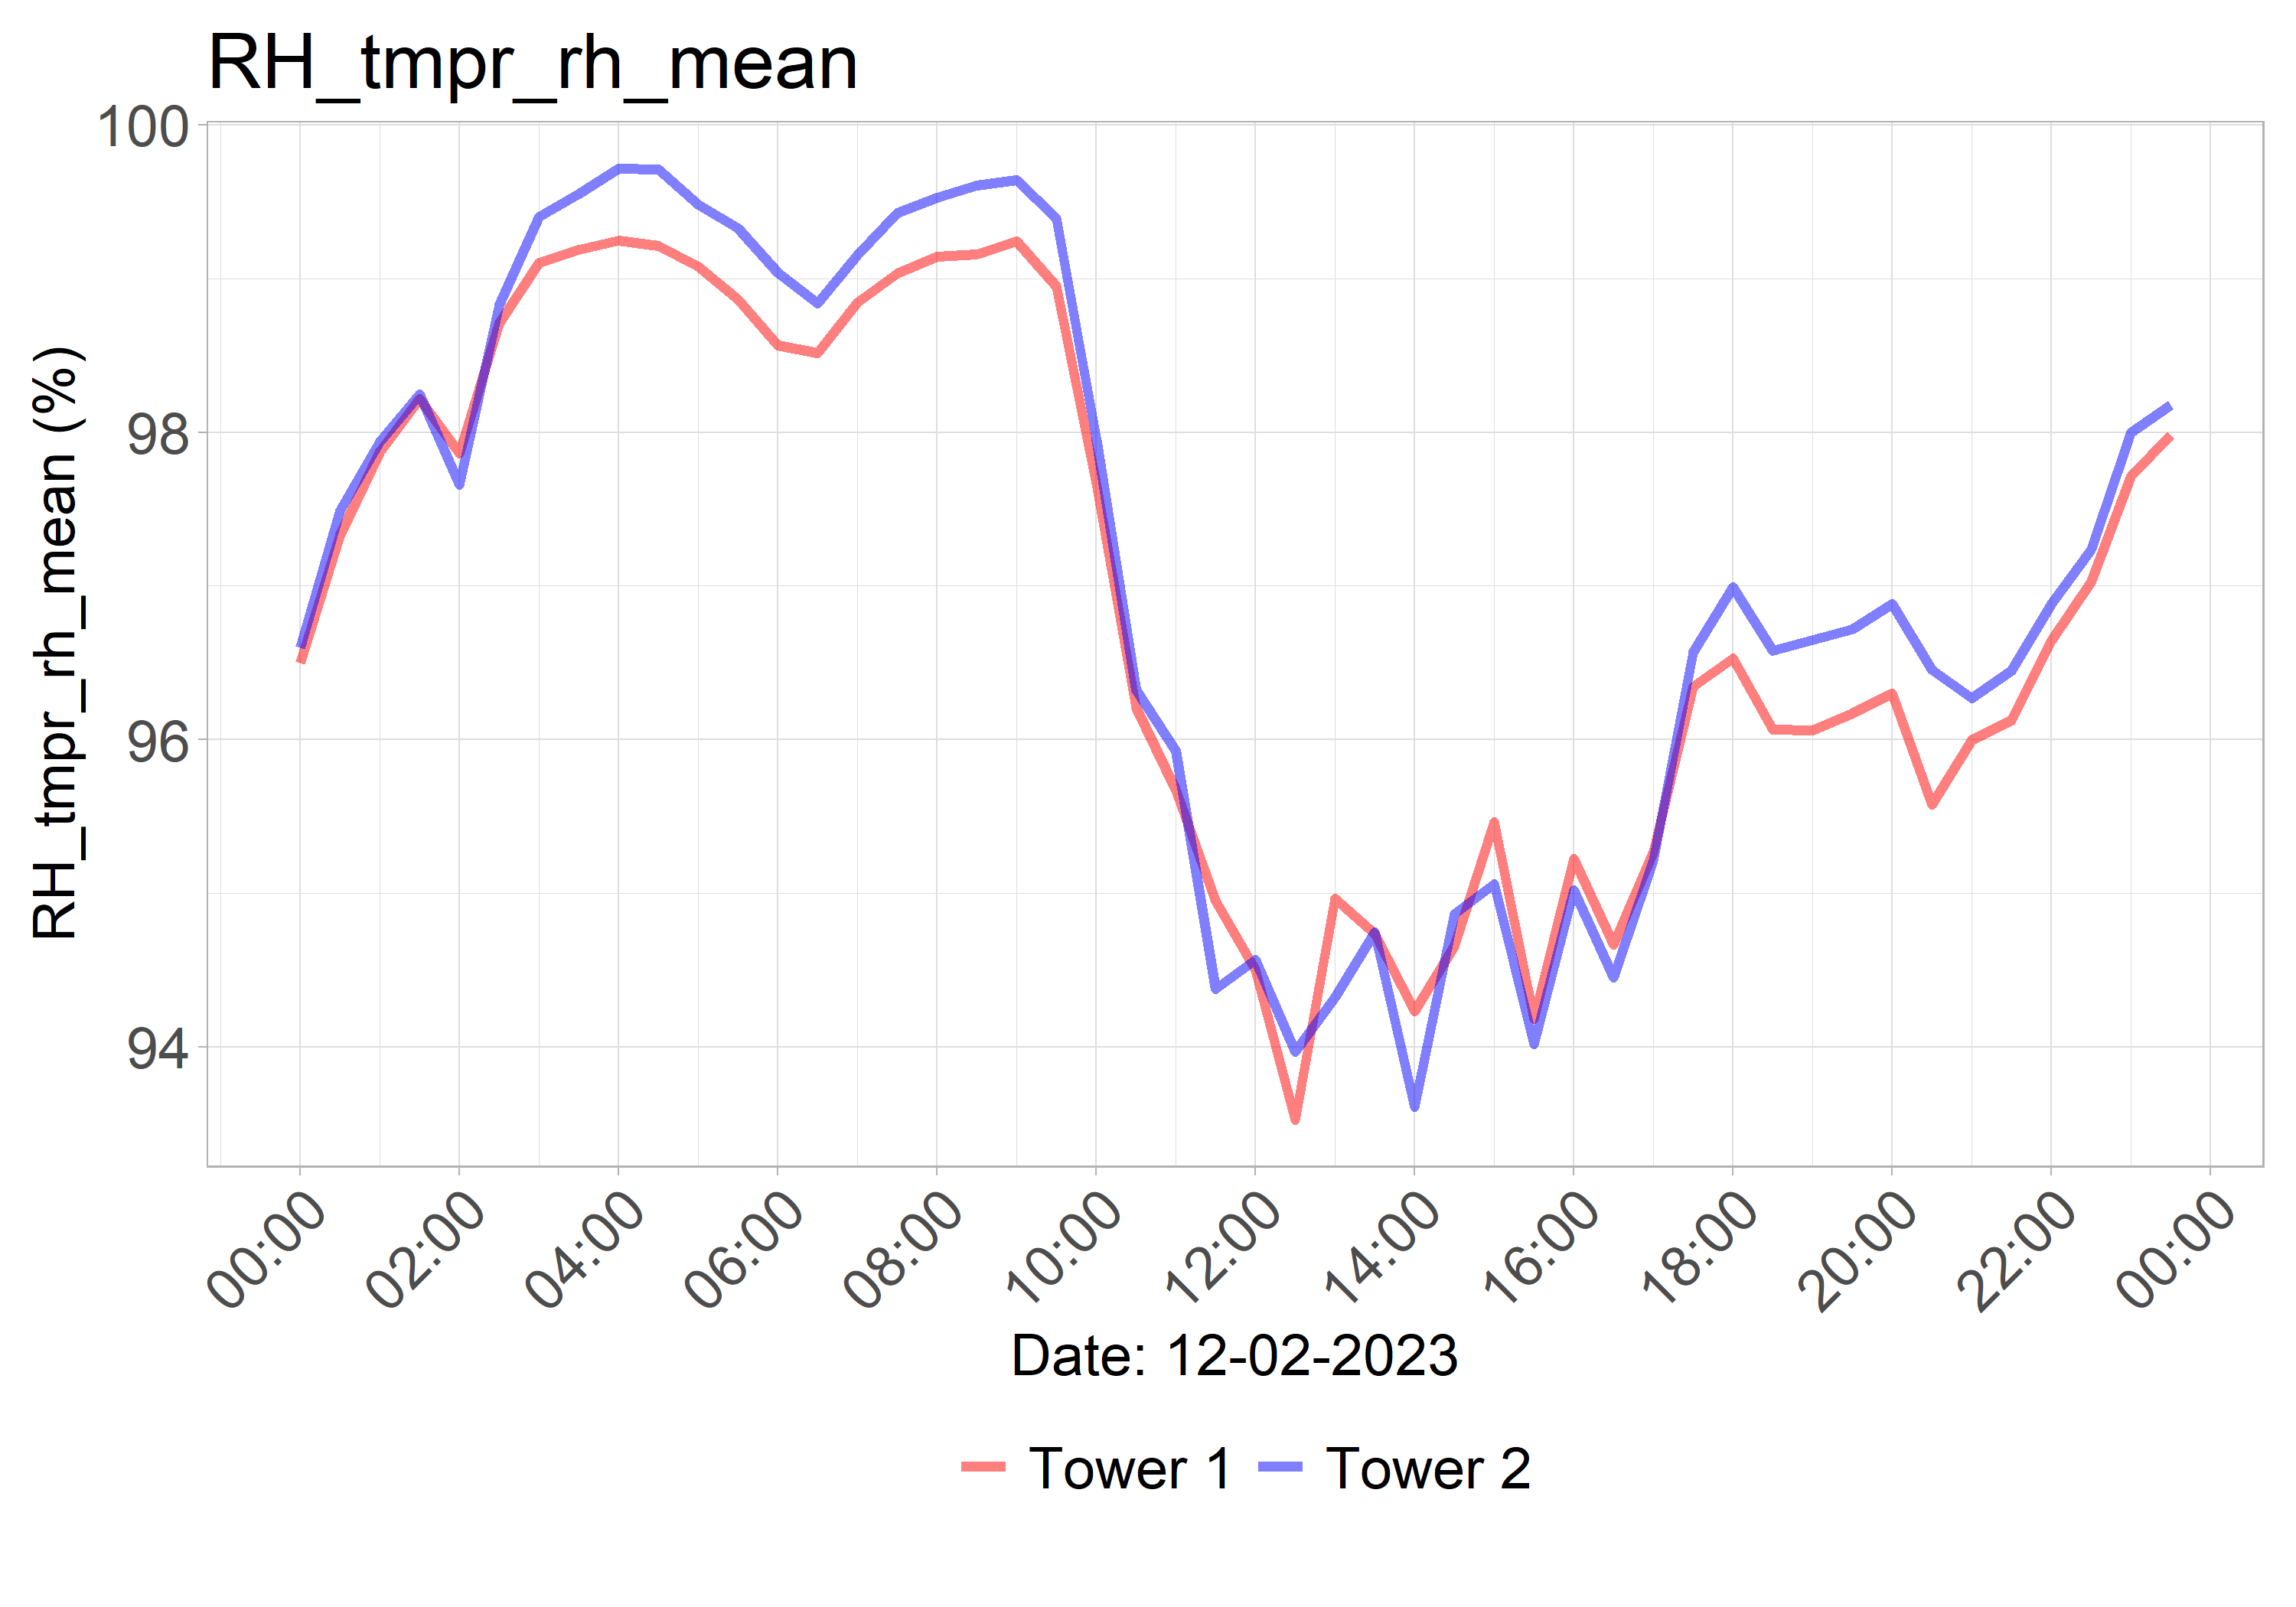 RH_tmpr_rh_mean
RH_tmpr_rh_mean (%)
100
98
96
94
00:00 02:00 04:00 06:00 08:00 10:00 12:00 14:00 16:00 18:00 20:00 22:00 00:00
Date: 12-02-2023
Tower 1 Tower 2